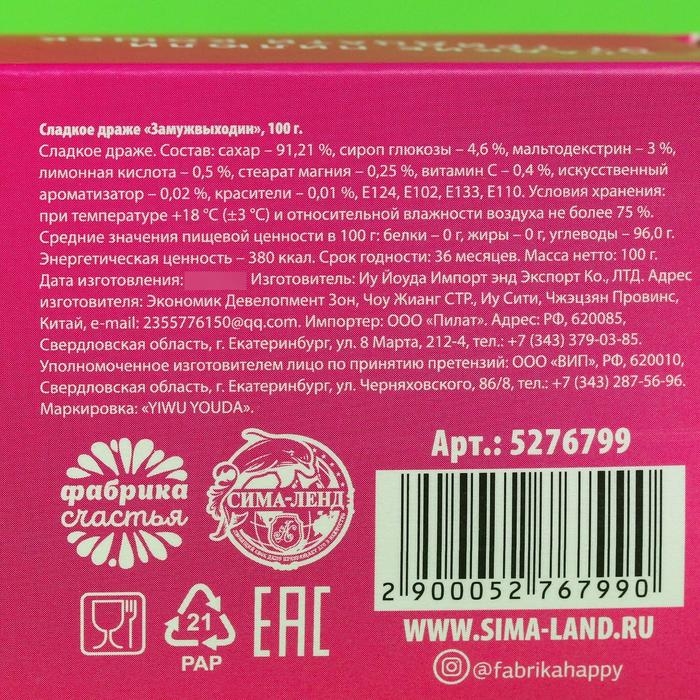 Сладкое драже «Замужвыходин», 100 г.
Сладкое драже. Состав: сахар – 91,21 %, сироп глюкозы – 4,6 %, мальтодекстрин – 3 %,
лимонная кислота – 0,5 %, стеарат магния – 0,25 %, витамин С – 0,4 %, искусственный
ароматизатор – 0,02 %, красители – 0,01 %, Е124, Е102, Е133, Е110. Условия хранения:
при температуре +18 °С (±3 °С) и относительной влажности воздуха не более 75 %.
Средние значения пищевой ценности в 100 г: белки – 0 г, жиры – 0 г, углеводы – 96,0 г.
Энергетическая ценность – 380 ккал. Срок годности: 36 месяцев. Масса нетто: 100 г.
Дата изготовления: Изготовитель: Иу Йоуда Импорт энд Экспорт Ко., ЛТД. Адрес
изготовителя: Экономик Девелопмент Зон, Чоу Жианг СТР., Иу Сити, Чжэцзян Провинс,
Китай, e-mail: 2355776150@qq.com. Импортер: ООО «Пилат». Адрес: РФ, 620085,
Свердловская область, г. Екатеринбург, ул. 8 Марта, 212-4, тел.: +7 (343) 379-03-85.
Уполномоченное изготовителем лицо по принятию претензий: ООО «ВИП», РФ, 620010,
Свердловская область, г. Екатеринбург, ул. Черняховского, 86/8, тел.: +7 (343) 287-56-96.
Маркировка: «YIWU YOUDA».
фабрика
счастья
СИМА-ЛЕНД
Арт.: 5276799
2 900052 767990
21
PAP
EAC
WWW.SIMA-LAND.RU
@fabrikahappy